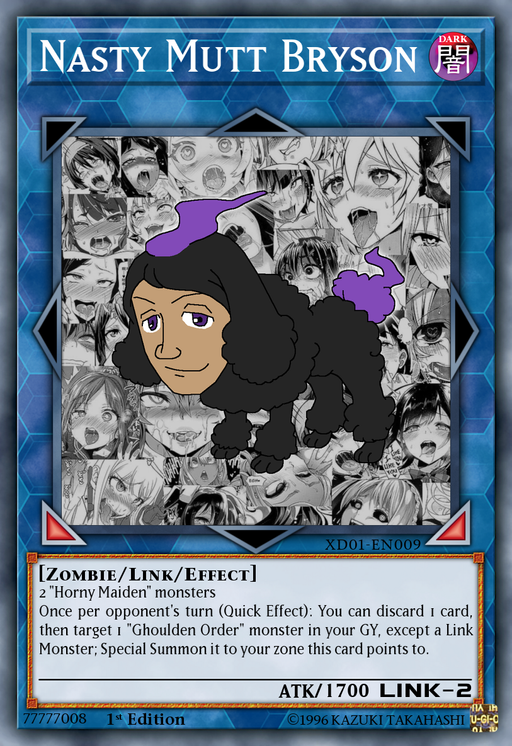 Nasty Mutt Bryson
DARK
闇
XD01-EN009
[Zombie/Link/Effect]
2 "Horny Maiden" monsters
Once per opponent's turn (Quick Effect): You can discard 1 card,
then target 1 "Ghoulden Order" monster in your GY, except a Link
Monster; Special Summon it to your zone this card points to.
ATK/1700 LINK-2
77777008 1st Edition ©1996 KAZUKI TAKAHASHI